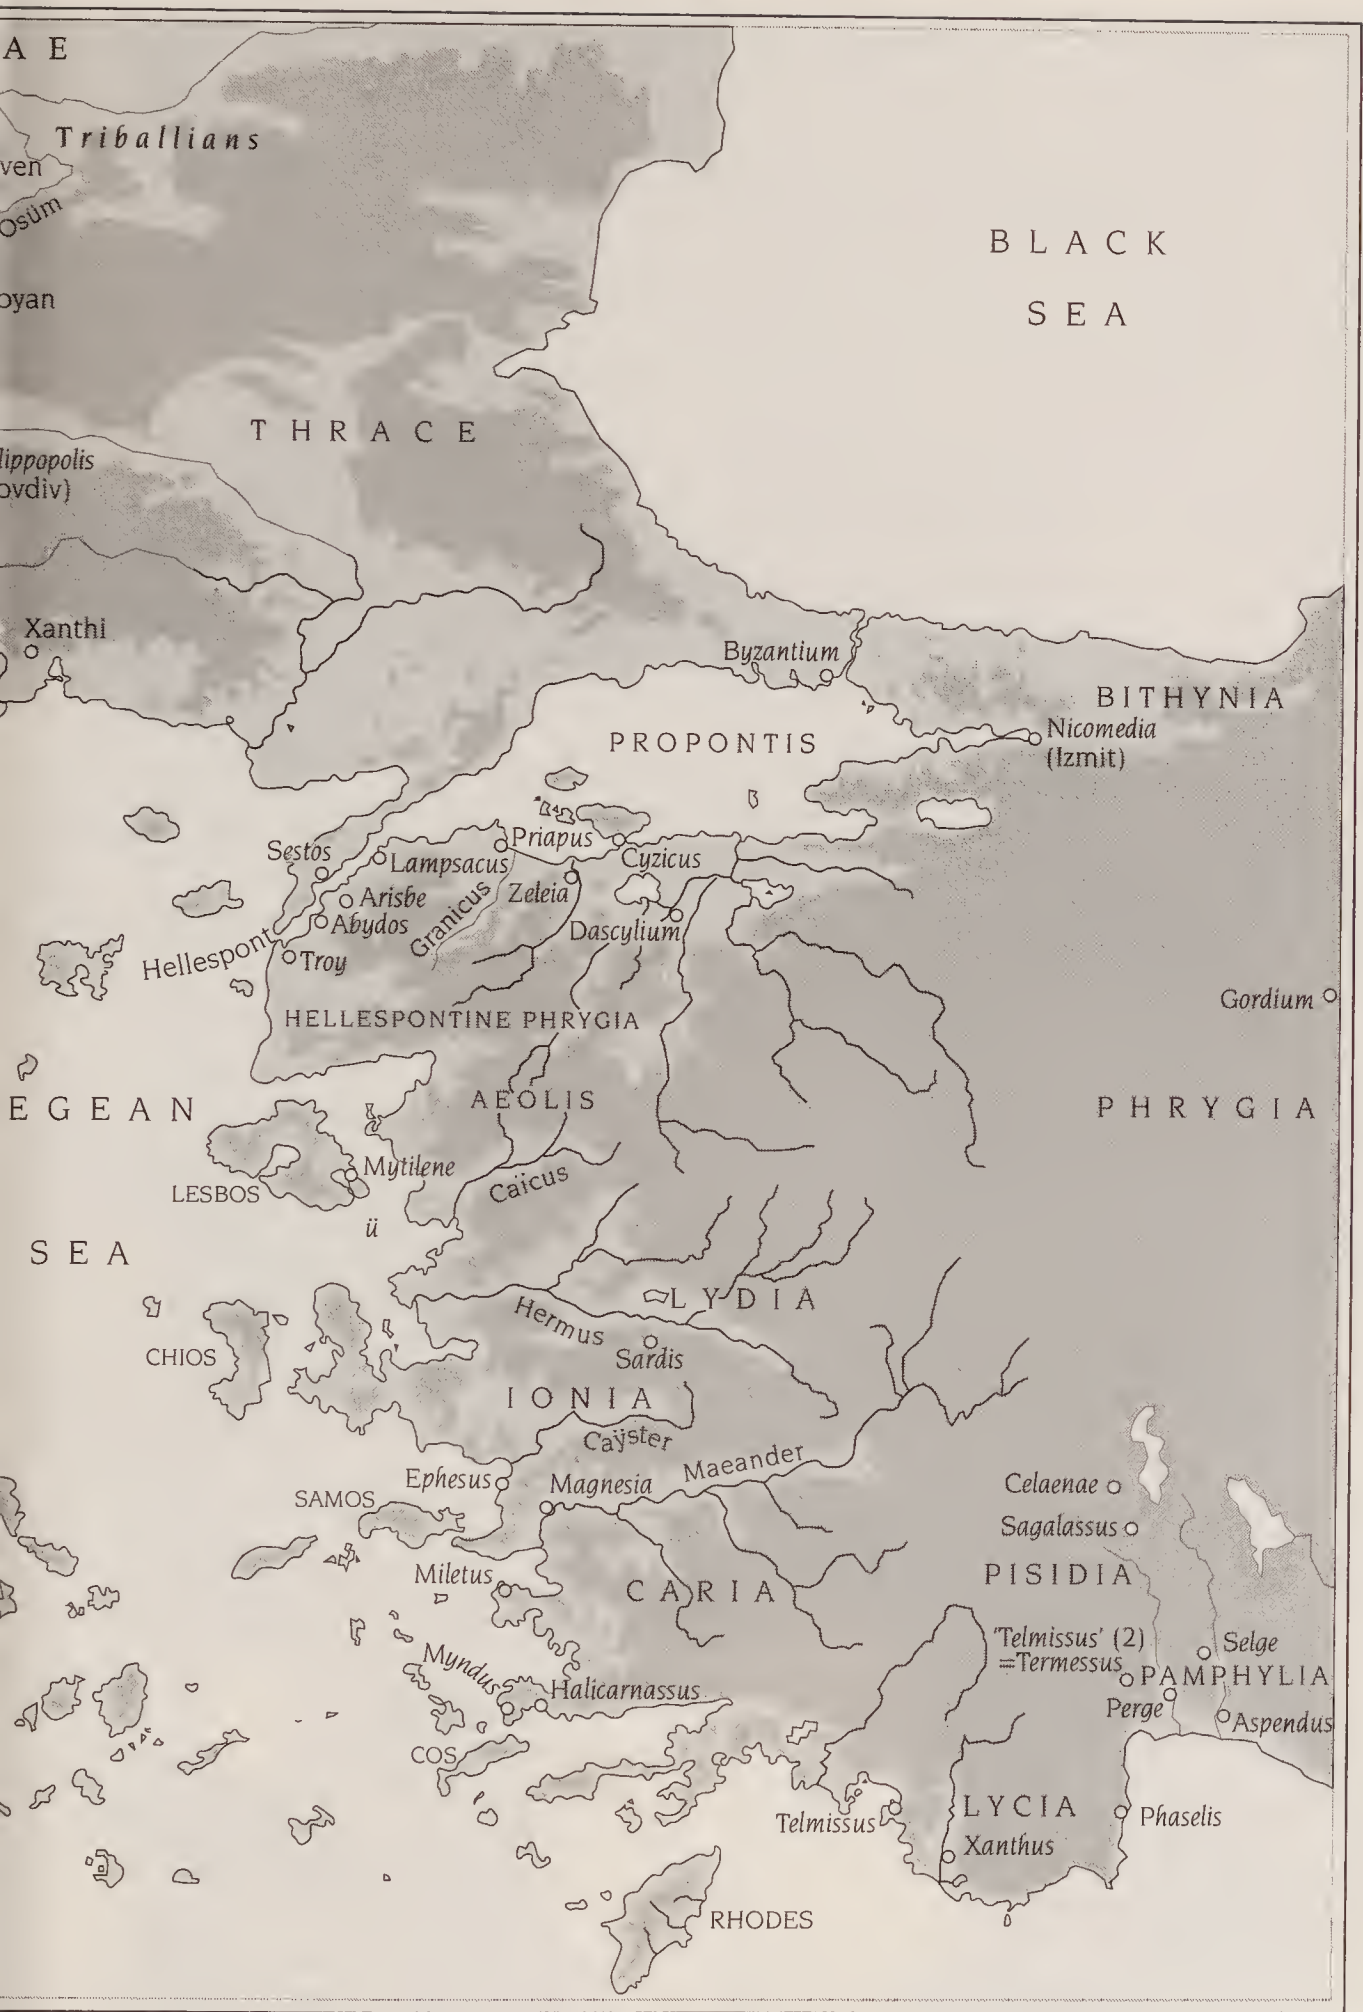 A E
Triballians
ven
Osüm
oyan
BLACK
SEA
THRACE
lippopolis
ovdiv)
Xanthi
Byzantium
BITHYNIA
Nicomedia
(Izmit)
PROPONTIS
Priapus
Sestos
Lampsacus
Cyzicus
Arisbe
Zeleia
Abydos
Granicus
Dascylium
Hellespont
Troy
Gordium
HELLESPONTINE PHRYGIA
AEOLIS
EGEAN
PHRYGIA
Mytilene
Caïcus
LESBOS
ü
SEA
LYDIA
Hermus
Sardis
CHIOS
IONIA
Caÿster
Maeander
Ephesus
Magnesia
Celaenae
SAMOS
Sagalassus
Miletus
CARIA
PISIDIA
'Telmissus' (2)
=Termessus
Selge
Myndus
PAMPHYLIA
Halicarnassus
Perge
Aspendus
COS
LYCIA
Phaselis
Telmissus
Xanthus
RHODES